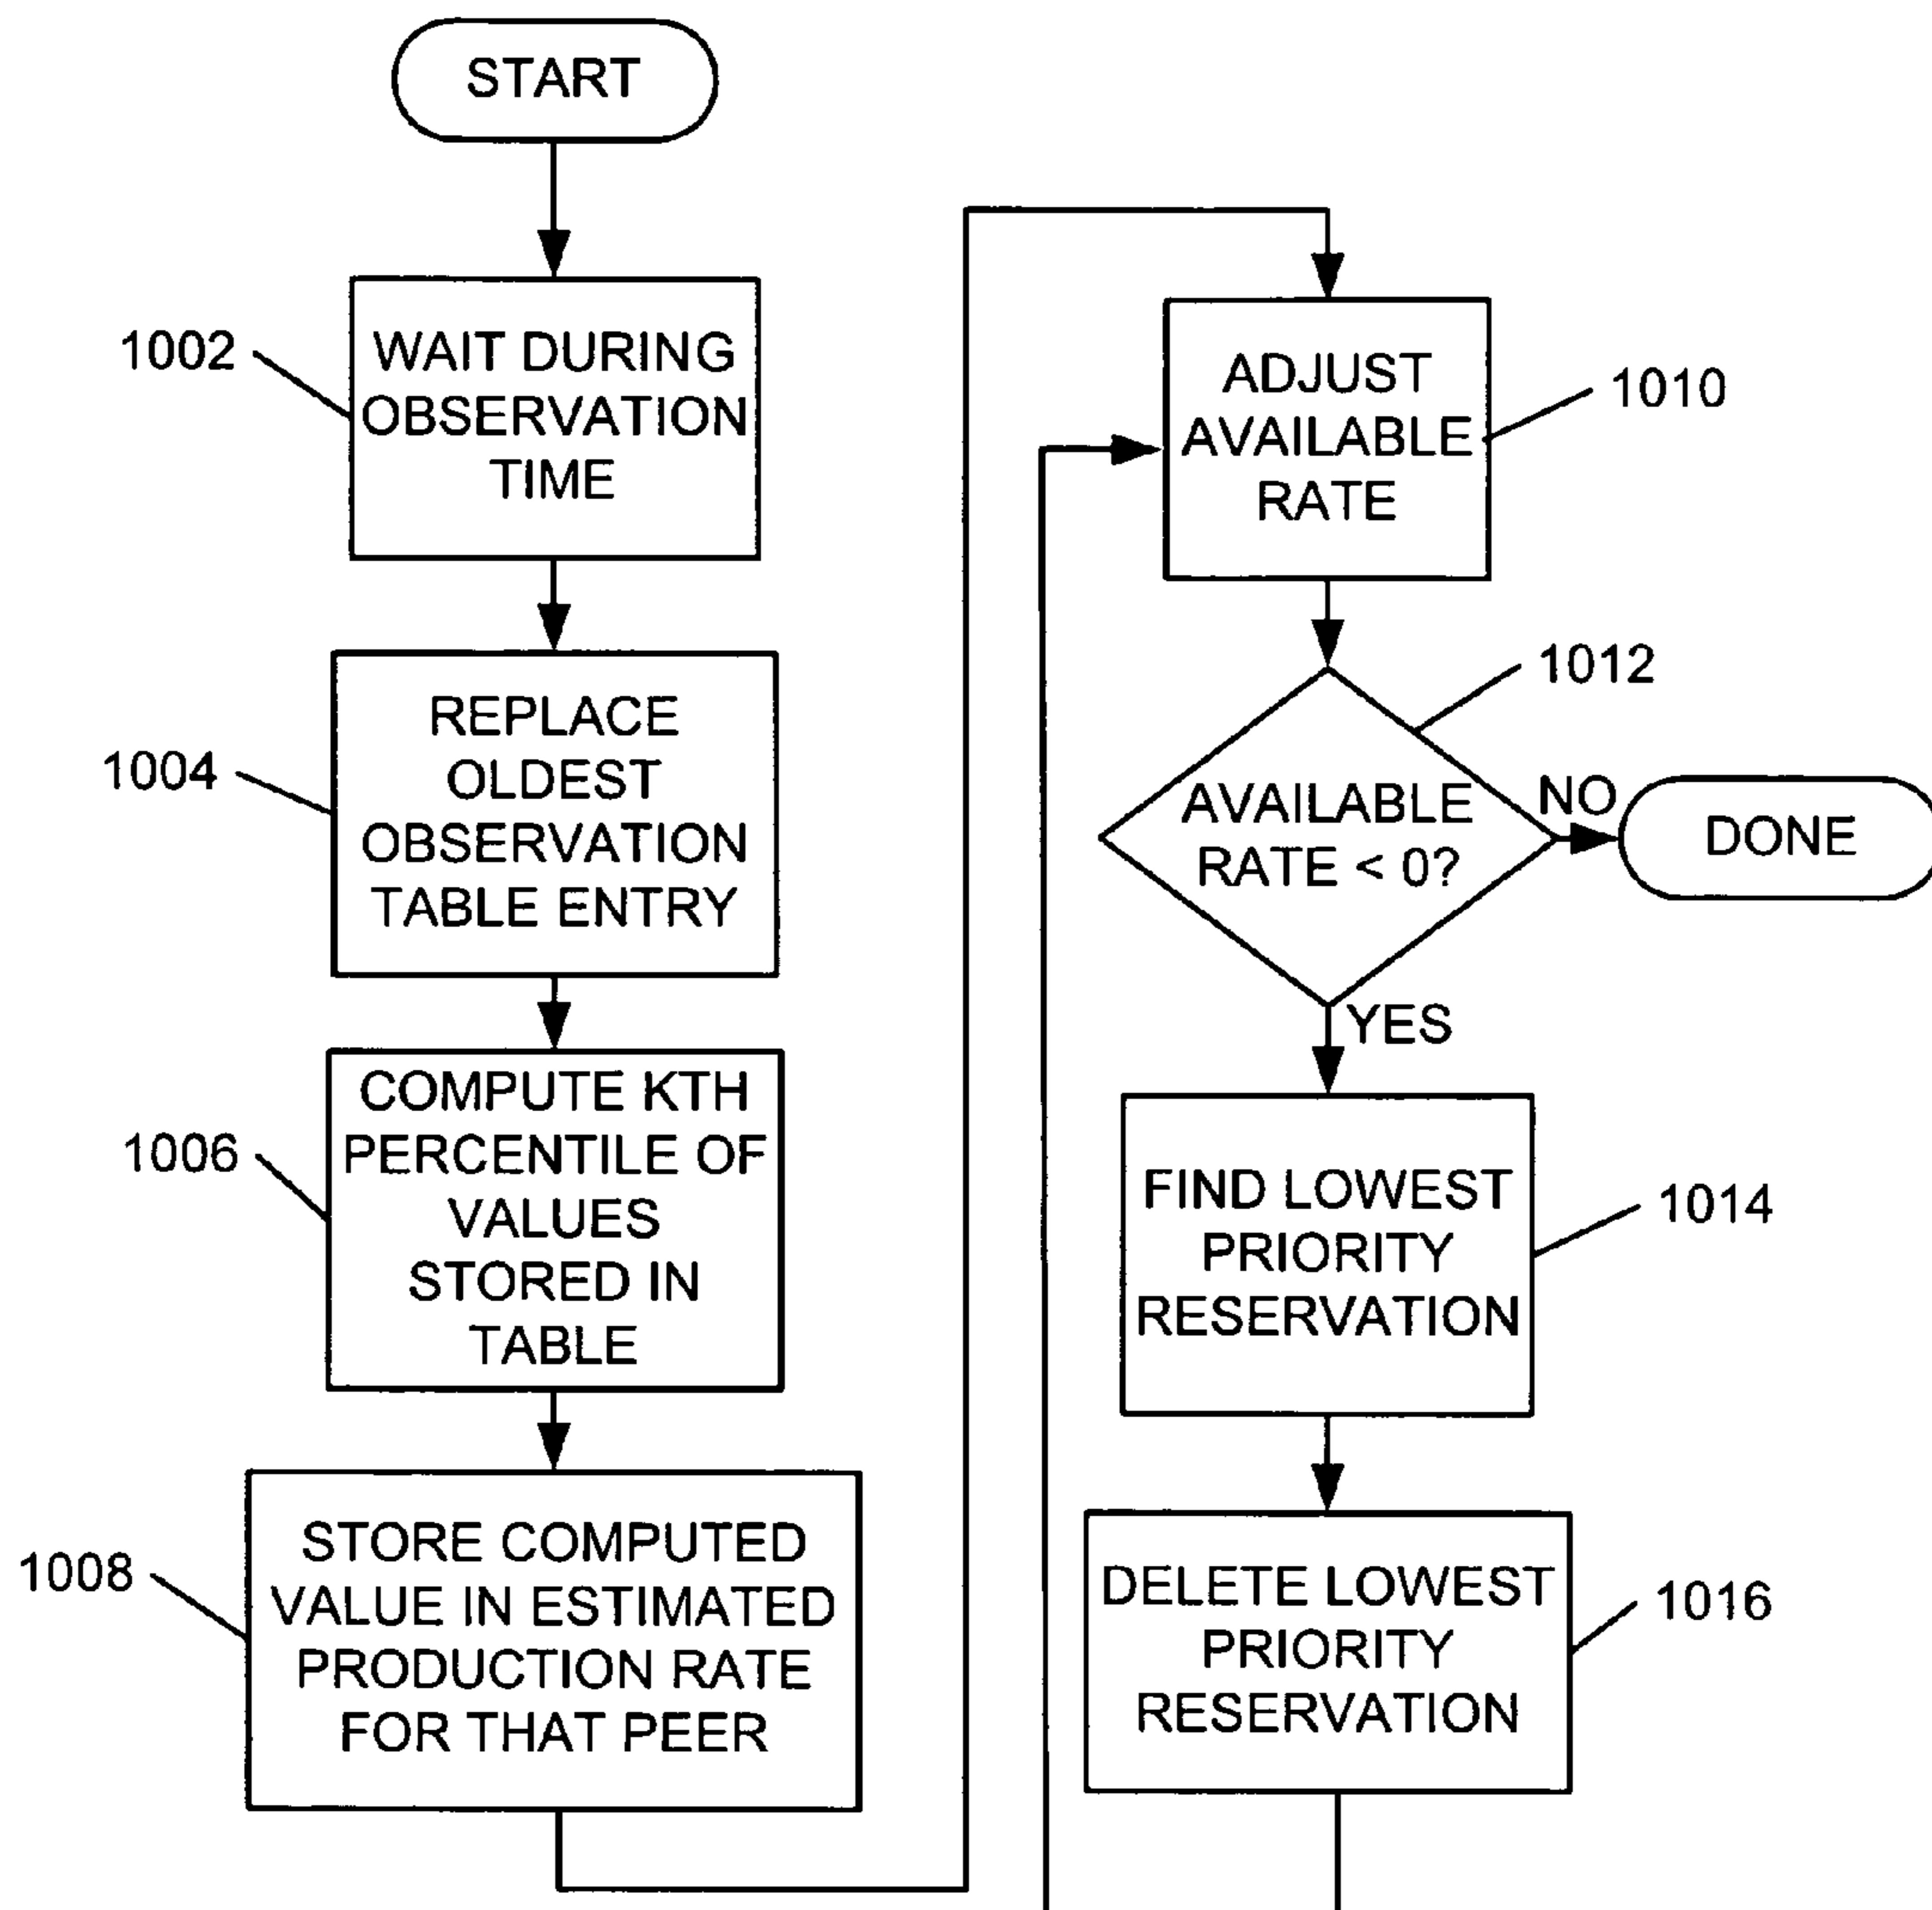 START
1002
WAIT DURING
OBSERVATION
TIME
1004
REPLACE
OLDEST
OBSERVATION
TABLE ENTRY
1006
COMPUTE KTH
PERCENTILE OF
VALUES
STORED IN
TABLE
1008
STORE COMPUTED
VALUE IN ESTIMATED
PRODUCTION RATE
FOR THAT PEER
ADJUST
AVAILABLE
RATE
1010
1012
AVAILABLE
RATE < 0?
NO
DONE
YES
FIND LOWEST
PRIORITY
RESERVATION
1014
DELETE LOWEST
PRIORITY
RESERVATION
1016